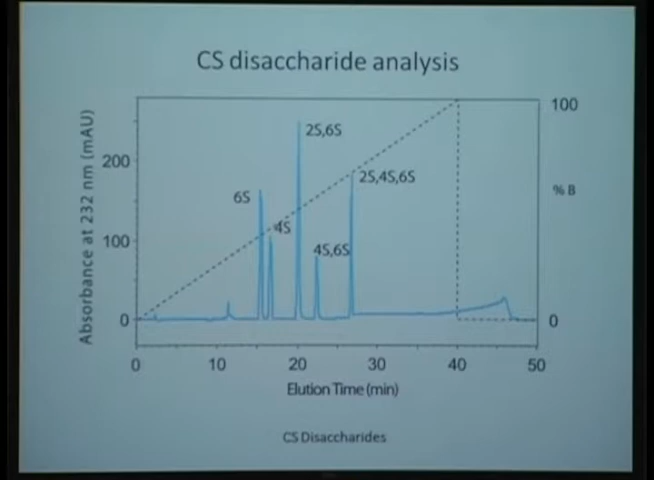 CS disaccharide analysis
100
Absorbance at 232 nm (mAU)
2S,6S
200
2S,4S,6S
% B
6S
4S
100
4S,6S
0
0
0
10
20
30
40
50
Elution Time (min)
CS Disaccharides